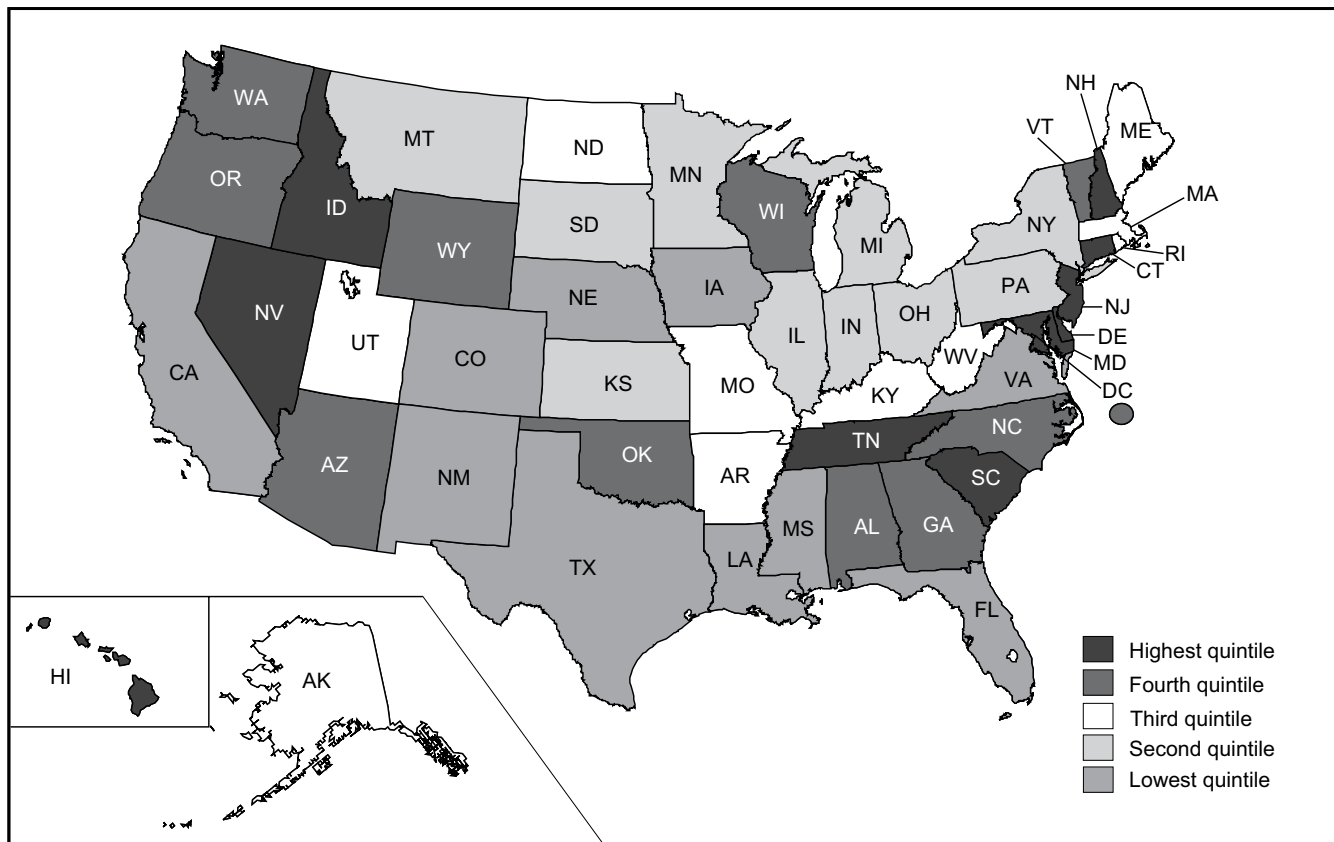 NH
WA
VT
ME
MT
ND
MN
OR
MA
ID
SD
WI
NY
WY
MI
RI
CT
PA
NE
IA
NV
NJ
OH
IL
IN
UT
DE
CO
WV
MD
CA
VA
KS
MO
KY
DC
NC
TN
OK
AZ
NM
AR
SC
MS
AL
GA
LA
TX
FL
Highest quintile
HI
AK
Fourth quintile
Third quintile
Second quintile
Lowest quintile